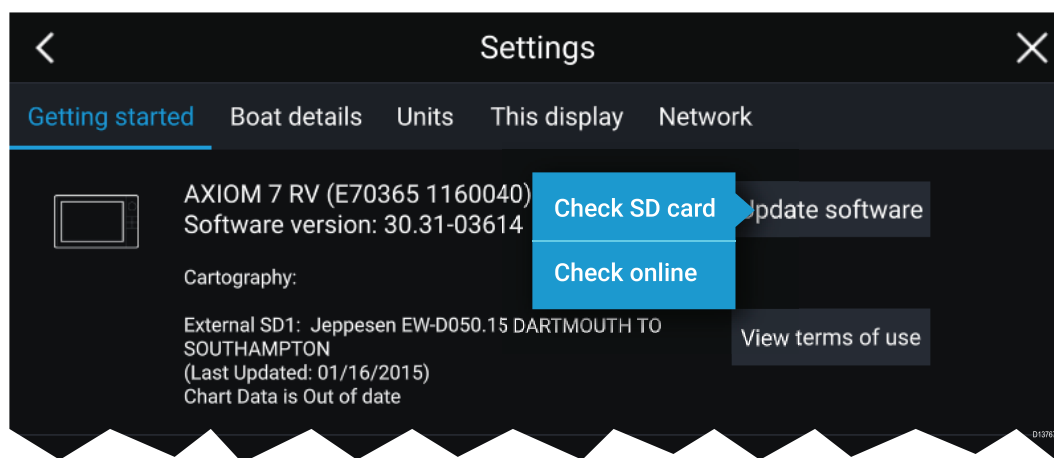 Settings
Getting started Boat details Units This display Network
AXIOM 7 RV (E70365 1160040)
Software version: 30.31-03614
Check SD card
Update software
Check online
Cartography:
External SD1: Jeppesen EW-D050.15 DARTMOUTH TO
SOUTHAMPTON
(Last Updated: 01/16/2015)
Chart Data is Out of date
View terms of use